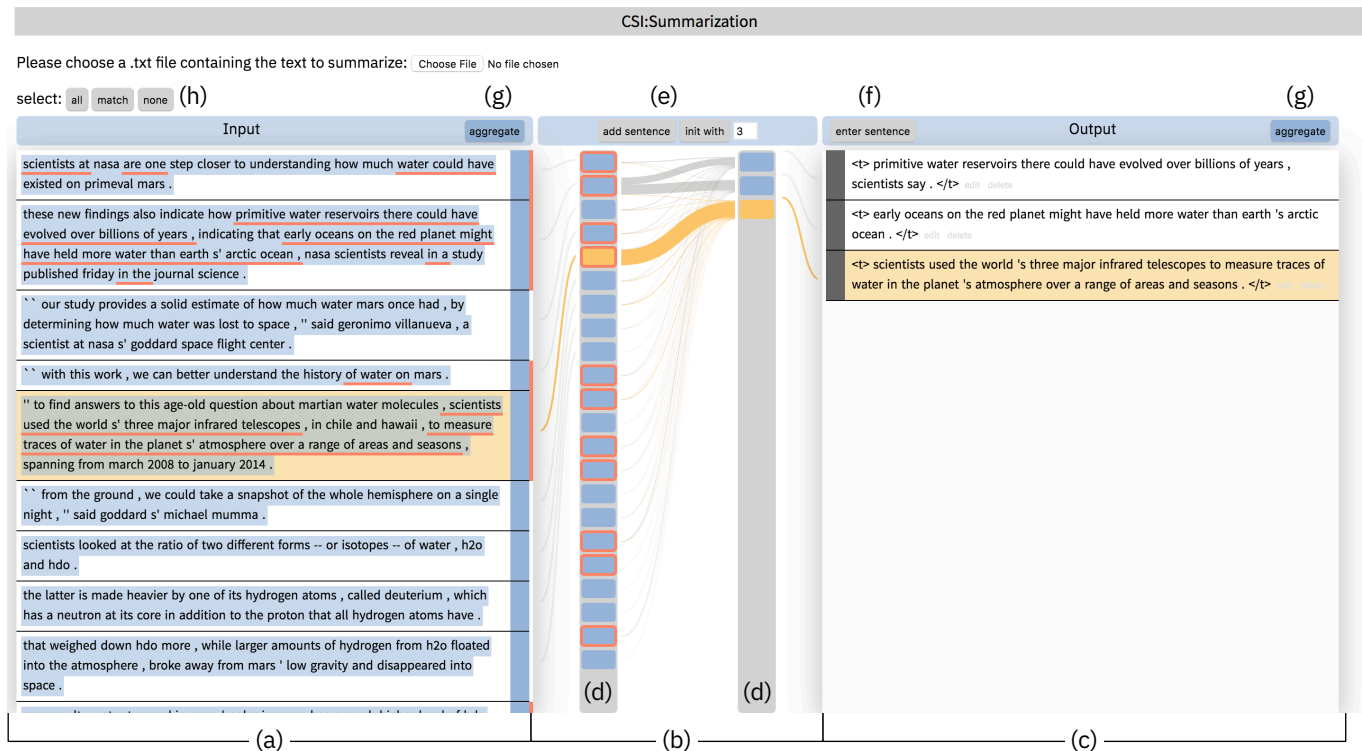 CSI:Summarization
Please choose a .txt file containing the text to summarize: Choose File No file chosen
select: all match none (h) (g) (e) (f) (g)
Input aggregate add sentence init with 3 enter sentence Output aggregate
scientists at nasa are one step closer to understanding how much water could have
existed on primeval mars .
these new findings also indicate how primitive water reservoirs there could have
evolved over billions of years , indicating that early oceans on the red planet might
have held more water than earth s' arctic ocean , nasa scientists reveal in a study
published friday in the journal science .
`` our study provides a solid estimate of how much water mars once had , by
determining how much water was lost to space , '' said geronimo villanueva , a
scientist at nasa s' goddard space flight center .
`` with this work , we can better understand the history of water on mars .
'' to find answers to this age-old question about martian water molecules , scientists
used the world s' three major infrared telescopes , in chile and hawaii , to measure
traces of water in the planet s' atmosphere over a range of areas and seasons ,
spanning from march 2008 to january 2014 .
`` from the ground , we could take a snapshot of the whole hemisphere on a single
night , '' said goddard s' michael mumma .
scientists looked at the ratio of two different forms -- or isotopes -- of water , h2o
and hdo .
the latter is made heavier by one of its hydrogen atoms , called deuterium , which
has a neutron at its core in addition to the proton that all hydrogen atoms have .
that weighed down hdo more , while larger amounts of hydrogen from h2o floated
into the atmosphere , broke away from mars ' low gravity and disappeared into
space .
(d) (d)
<t> primitive water reservoirs there could have evolved over billions of years ,
scientists say . </t> edit delete
<t> early oceans on the red planet might have held more water than earth 's arctic
ocean . </t> edit delete
<t> scientists used the world 's three major infrared telescopes to measure traces of
water in the planet 's atmosphere over a range of areas and seasons . </t>
(a) (b) (c)